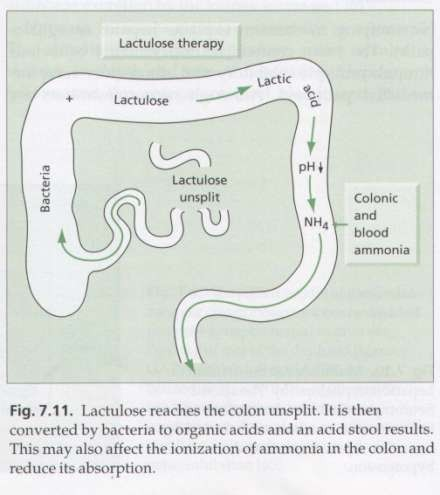 Lactulose therapy
+
Lactulose
Lactic
acid
Bacteria
Lactulose
unsplit
pH
NH4
Colonic
and
blood
ammonia
Fig. 7.11. Lactulose reaches the colon unsplit. It is then
converted by bacteria to organic acids and an acid stool results.
This may also affect the ionization of ammonia in the colon and
reduce its absorption.